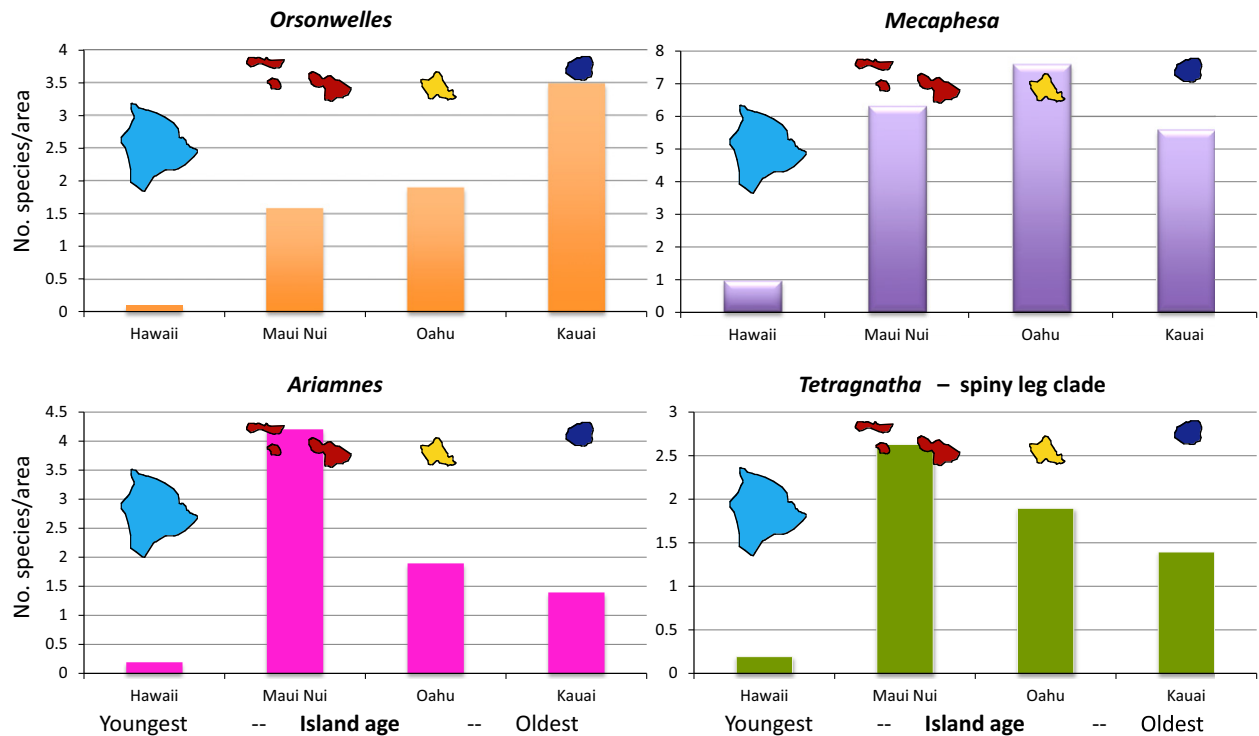 Orsonwelles
No. species/area
4
3.5
3
2.5
2
1.5
1
0.5
0
Hawaii Maui Nui Oahu Kauai
Mecaphesa
8
7
6
5
4
3
2
1
0
Hawaii Maui Nui Oahu Kauai
Ariamnes
No. species/area
4.5
4
3.5
3
2.5
2
1.5
1
0.5
0
Hawaii Maui Nui Oahu Kauai
Youngest -- Island age -- Oldest
Tetragnatha – spiny leg clade
3
2.5
2
1.5
1
0.5
0
Hawaii Maui Nui Oahu Kauai
Youngest -- Island age -- Oldest